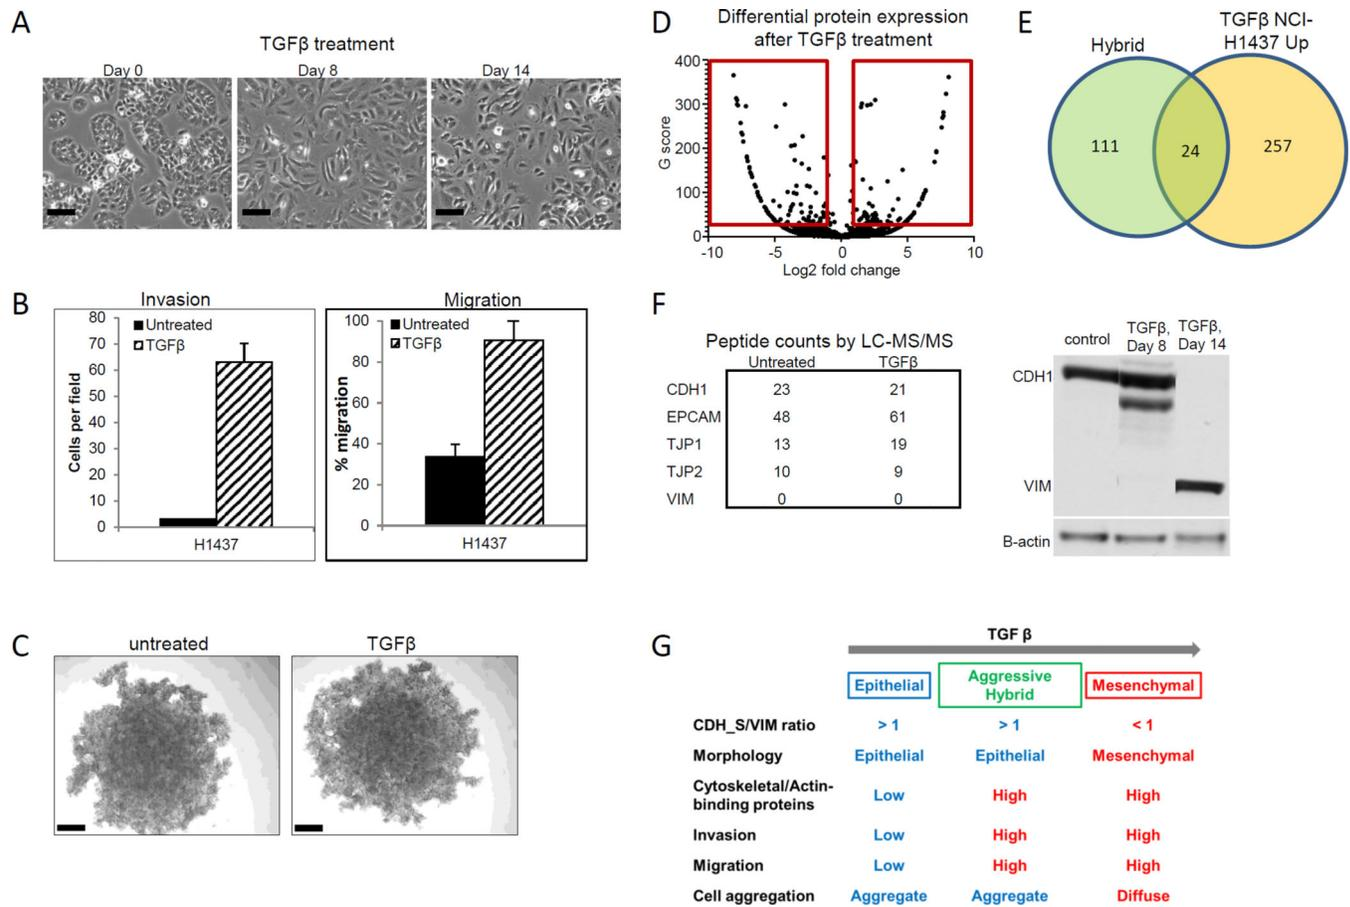 A
TGFβ treatment
Day 0
Day 8
Day 14
B
Invasion
80
70
60
50
40
30
20
10
0
Cells per field
Untreated
TGFβ
H1437
Migration
100
80
60
40
20
0
% migration
Untreated
TGFβ
H1437
C
untreated
TGFβ
D
Differential protein expression
after TGFβ treatment
400
300
200
100
0
G score
-10 -5 0 5 10
Log2 fold change
E
Hybrid
TGFβ NCI-
H1437 Up
111
24
257
F
Peptide counts by LC-MS/MS
Untreated TGFβ
CDH1 23 21
EPCAM 48 61
TJP1 13 19
TJP2 10 9
VIM 0 0
control
TGFβ,
Day 8
TGFβ,
Day 14
CDH1
VIM
B-actin
G
TGF β
Epithelial
Aggressive
Hybrid
Mesenchymal
CDH_S/VIM ratio > 1 > 1 < 1
Morphology Epithelial Epithelial Mesenchymal
Cytoskeletal/Actin-
binding proteins Low High High
Invasion Low High High
Migration Low High High
Cell aggregation Aggregate Aggregate Diffuse